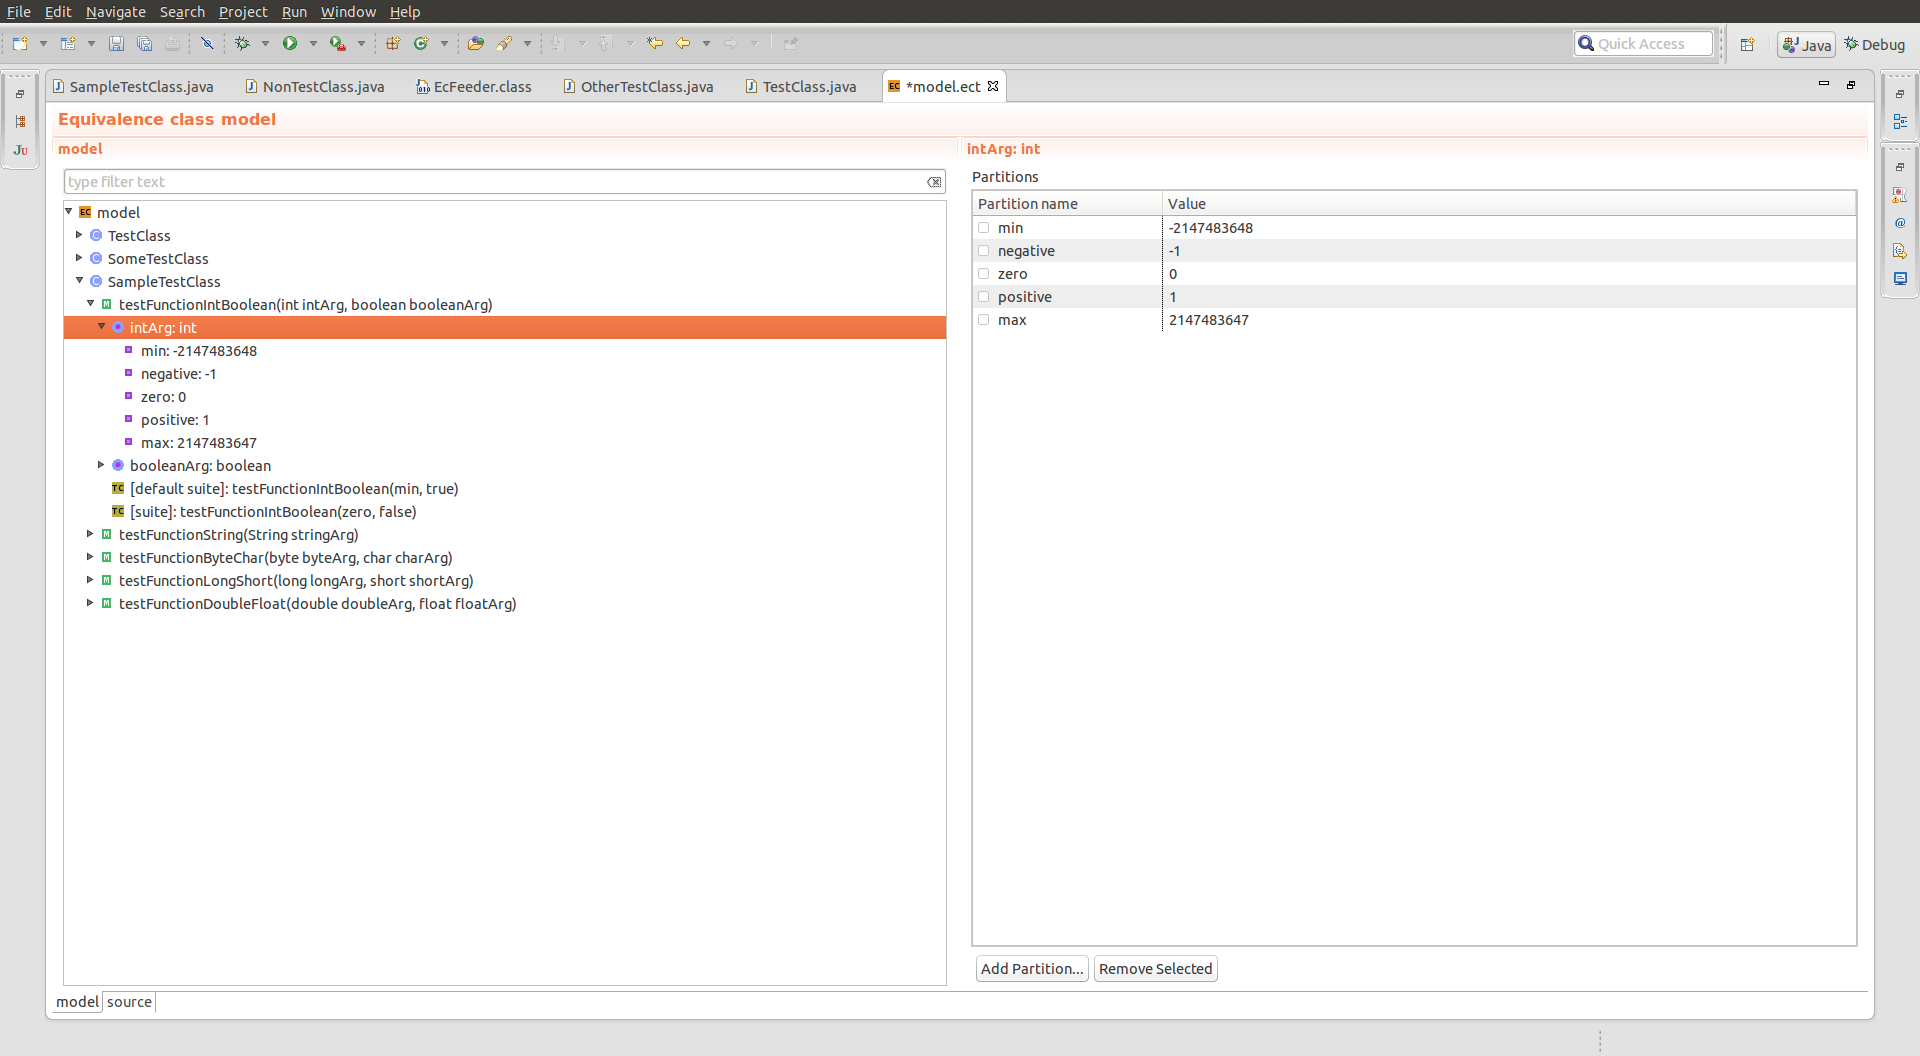 File Edit Navigate Search Project Run Window Help
Quick Access
Java
Debug
SampleTestClass.java
NonTestClass.java
EcFeeder.class
OtherTestClass.java
TestClass.java
EC *model.ect
Equivalence class model
model
type filter text
EC model
C TestClass
C SomeTestClass
C SampleTestClass
M testFunctionIntBoolean(int intArg, boolean booleanArg)
intArg: int
min: -2147483648
negative: -1
zero: 0
positive: 1
max: 2147483647
booleanArg: boolean
TC [default suite]: testFunctionIntBoolean(min, true)
TC [suite]: testFunctionIntBoolean(zero, false)
M testFunctionString(String stringArg)
M testFunctionByteChar(byte byteArg, char charArg)
M testFunctionLongShort(long longArg, short shortArg)
M testFunctionDoubleFloat(double doubleArg, float floatArg)
model source
intArg: int
Partitions
Partition name Value
min -2147483648
negative -1
zero 0
positive 1
max 2147483647
Add Partition... Remove Selected
JU
@